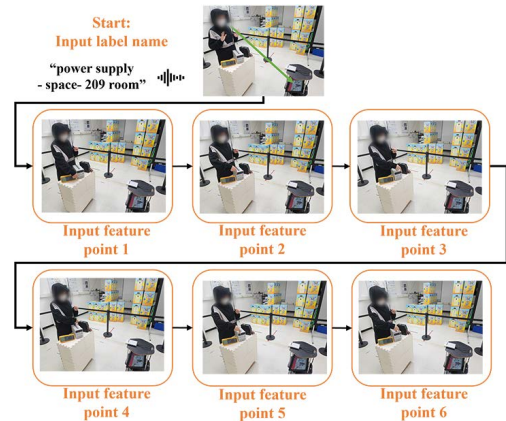 Start:
Input label name
“power supply
- space- 209 room”
Input feature
point 1
Input feature
point 2
Input feature
point 3
Input feature
point 4
Input feature
point 5
Input feature
point 6